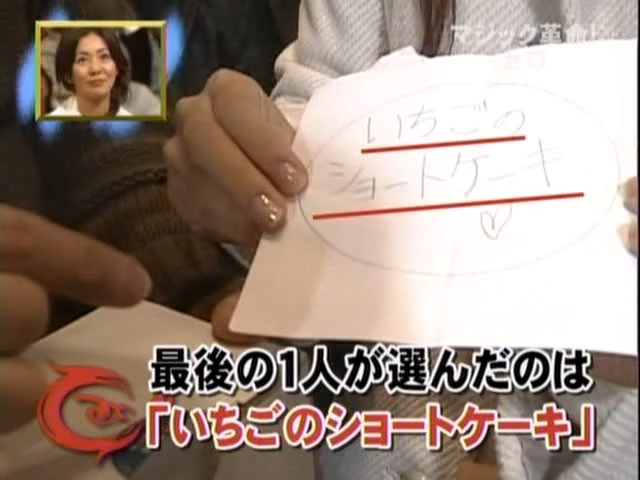 マジック革命!
ゼロ
いちごの
ショートケーキ
最後の1人が選んだのは
「いちごのショートケーキ」